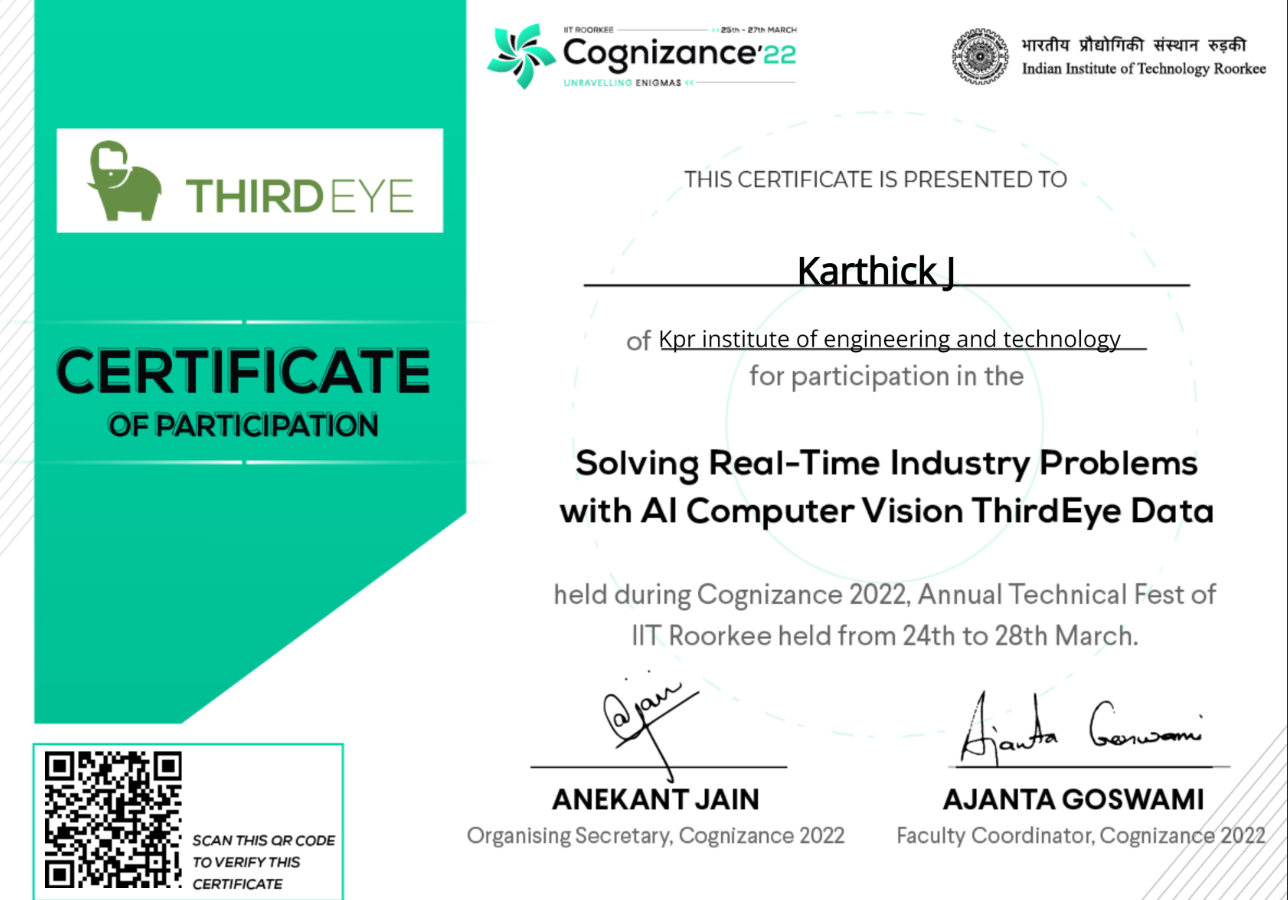 THIRDEYE
CERTIFICATE
OF PARTICIPATION
SCAN THIS QR CODE
TO VERIFY THIS
CERTIFICATE
IIT ROORKEE 25th - 27th MARCH
Cognizance'22
UNRAVELLING ENIGMAS
भारतीय प्रौद्योगिकी संस्थान रुड़की
Indian Institute of Technology Roorkee
THIS CERTIFICATE IS PRESENTED TO
Karthick J
of Kpr institute of engineering and technology
for participation in the
Solving Real-Time Industry Problems
with AI Computer Vision ThirdEye Data
held during Cognizance 2022, Annual Technical Fest of
IIT Roorkee held from 24th to 28th March.
@jain
Ajanta Goswami
ANEKANT JAIN
AJANTA GOSWAMI
Organising Secretary, Cognizance 2022
Faculty Coordinator, Cognizance 2022